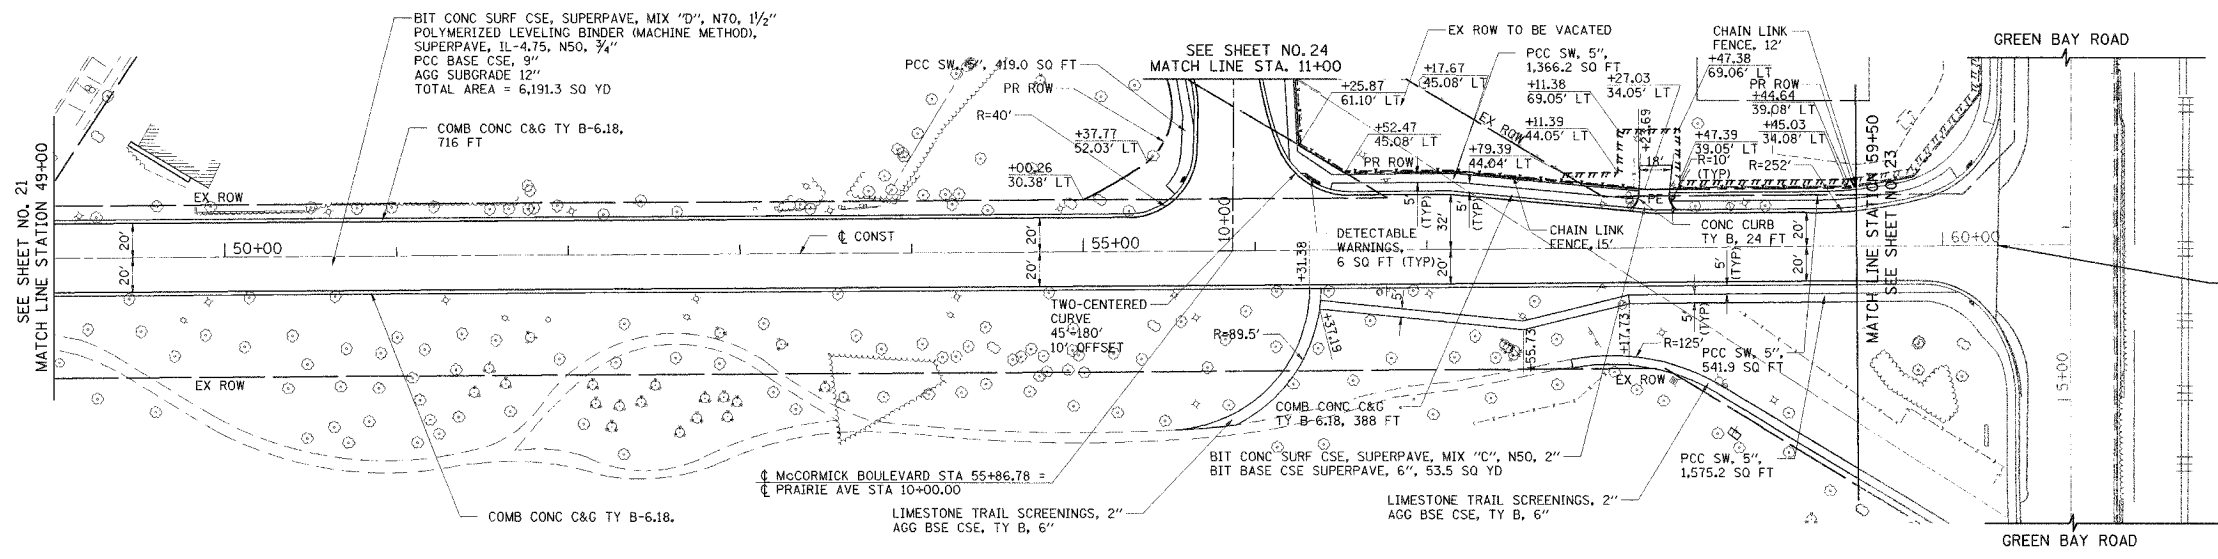 BIT CONC SURF CSE, SUPERPAVE, MIX "D", N70, 1½"
POLYMERIZED LEVELING BINDER (MACHINE METHOD),
SUPERPAVE, IL-4.75, N50, ¾"
PCC BASE CSE, 9"
AGG SUBGRADE 12"
TOTAL AREA = 6,191.3 SQ YD
COMB CONC C&G TY B-6.18,
716 FT
SEE SHEET NO. 21
MATCH LINE STATION 49+00
EX ROW
20'
20'
50+00
℄ CONST
20'
20'
55+00
10+00
EX ROW
COMB CONC C&G TY B-6.18.
PCC SW, 5", 419.0 SQ FT
PR ROW
R=40'
+37.77
52.03' LT
+00.26
30.38' LT
SEE SHEET NO. 24
MATCH LINE STA. 11+00
EX ROW TO BE VACATED
+17.67
45.08' LT
+25.87
61.10' LT
PCC SW, 5",
1,366.2 SQ FT
+11.38
69.05' LT
+27.03
34.05' LT
EX ROW
+11.39
44.05' LT
+52.47
45.08' LT
PR ROW
+79.39
44.04' LT
CHAIN LINK
FENCE, 12'
+47.38
69.06' LT
PR ROW
+44.64
39.08' LT
+45.03
34.08' LT
+47.39
39.05' LT
R=10'
(TYP)
R=252'
18'
PE
5'
(TYP)
32'
5'
(TYP)
20'
DETECTABLE
WARNINGS,
6 SQ FT (TYP)
CHAIN LINK
FENCE, 15'
CONC CURB
TY B, 24 FT
20'
20'
5'
(TYP)
MATCH LINE STATION 59+50
SEE SHEET NO. 23
60+00
GREEN BAY ROAD
+31.38
TWO-CENTERED
CURVE
45'-180'
10' OFFSET
R=89.5'
+37.19
5'
+55.73
+17.73
5'
(TYP)
R=125'
PCC SW, 5",
541.9 SQ FT
EX ROW
COMB CONC C&G
TY B-6.18, 388 FT
BIT CONC SURF CSE, SUPERPAVE, MIX "C", N50, 2"
BIT BASE CSE SUPERPAVE, 6", 53.5 SQ YD
PCC SW, 5",
1,575.2 SQ FT
℄ McCORMICK BOULEVARD STA 55+86.78 =
℄ PRAIRIE AVE STA 10+00.00
LIMESTONE TRAIL SCREENINGS, 2"
AGG BSE CSE, TY B, 6"
LIMESTONE TRAIL SCREENINGS, 2"
AGG BSE CSE, TY B, 6"
5+00
GREEN BAY ROAD